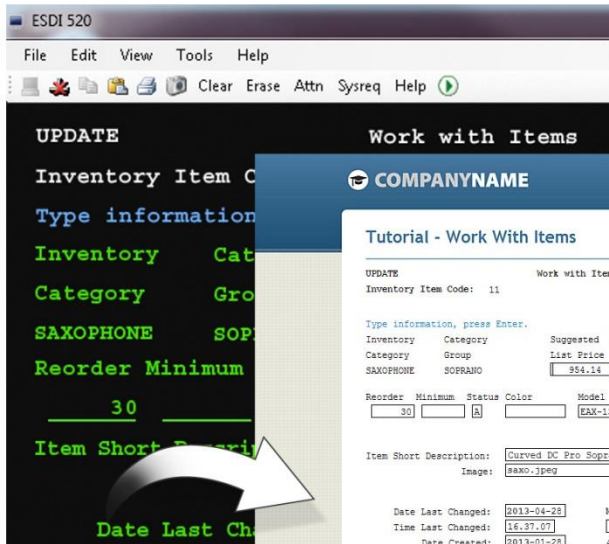 ESDI 520
File Edit View Tools Help
Clear Erase Attn Sysreq Help
UPDATE Work with Items
Inventory Item C
Type information
Inventory Cat
Category Gro
SAXOPHONE SOP
Reorder Minimum
30
Item Short Descrip
Date Last Cha
COMPANYNAME
Tutorial - Work With Items
UPDATE Work with Item
Inventory Item Code: 11
Type information, press Enter.
Inventory Category Suggested
Category Group List Price
SAXOPHONE SOPRANO 954.14
Reorder Minimum Status Color Model
30 A EAX-1
Item Short Description: Curved DC Pro Sopr
Image: saxo.jpeg
Date Last Changed: 2013-04-28
Time Last Changed: 16.37.07
Date Created: 2013-01-28